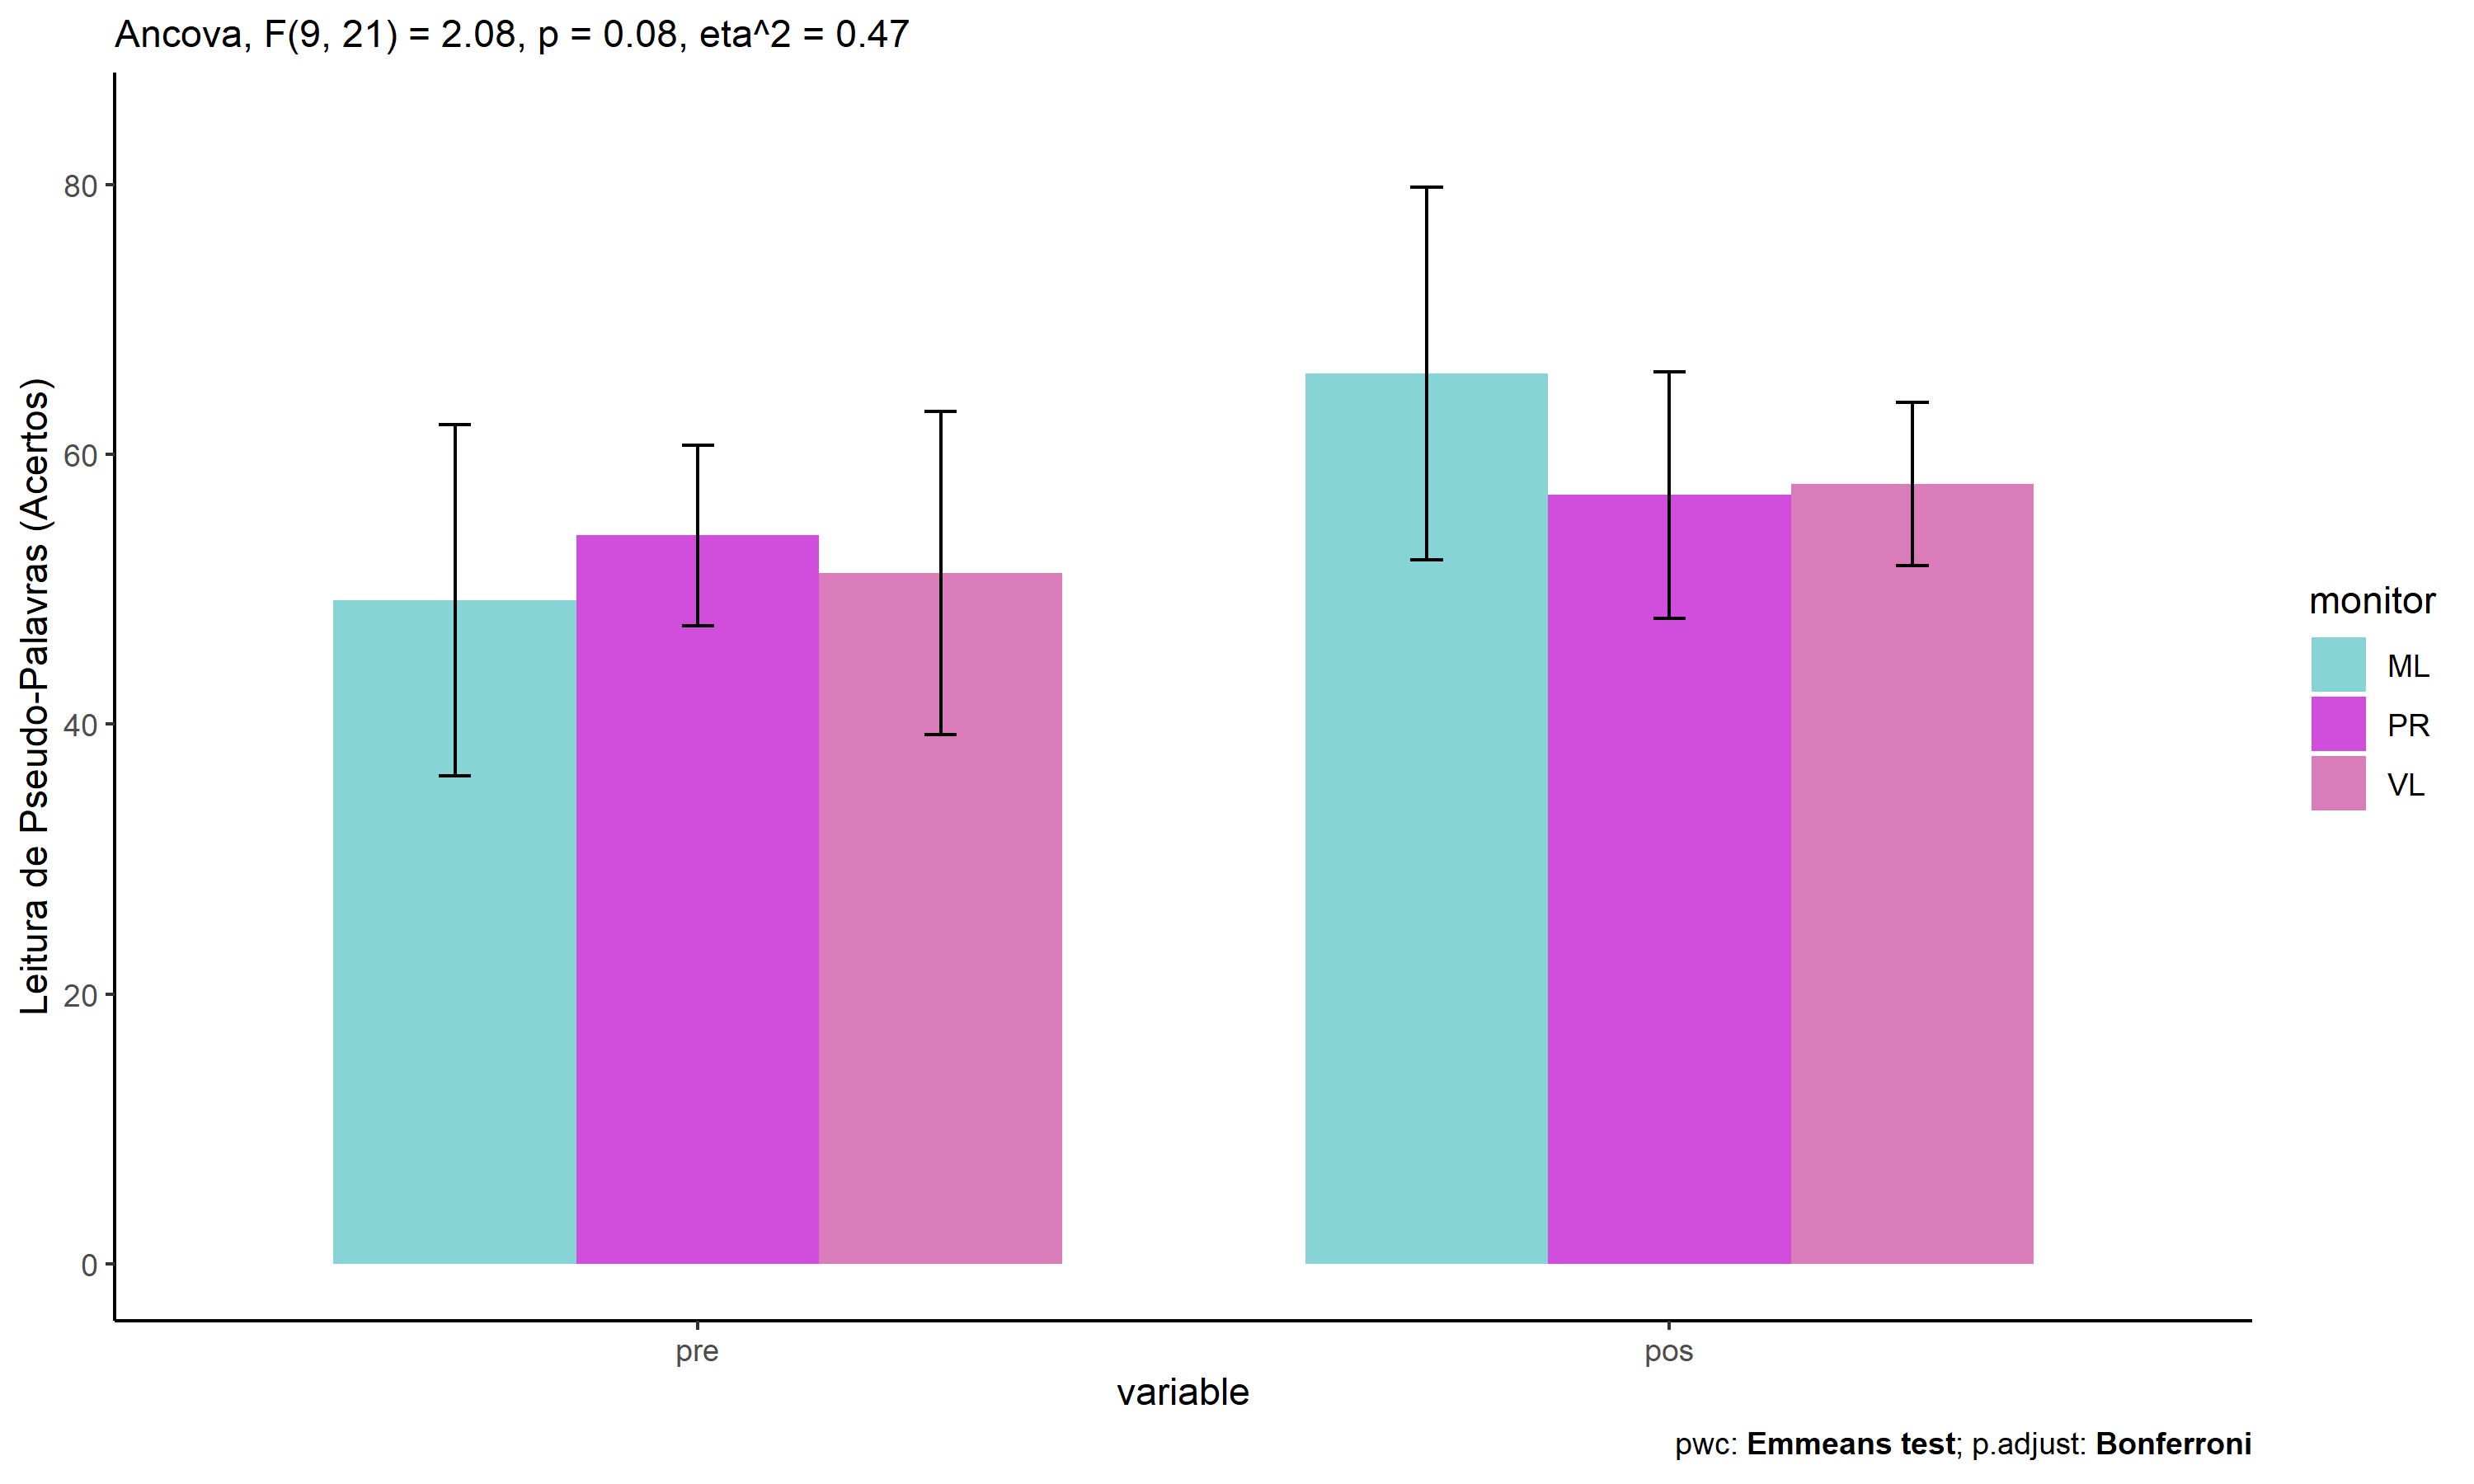 Ancova, F(9, 21) = 2.08, p = 0.08, eta^2 = 0.47
Leitura de Pseudo-Palavras (Acertos)
80
60
40
20
0
pre
pos
variable
monitor
ML
PR
VL
pwc: Emmeans test; p.adjust: Bonferroni